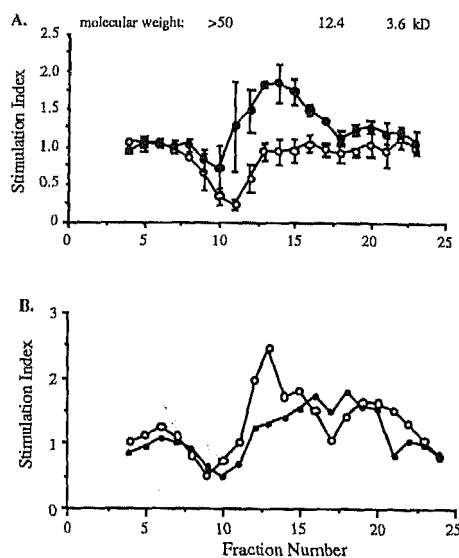 A. molecular weight: >50 12.4 3.6 kD
2.5
2.0
1.5
1.0
0.5
0
Stimulation Index
0 5 10 15 20 25
B.
3
2
1
0
Stimulation Index
0 5 10 15 20 25
Fraction Number